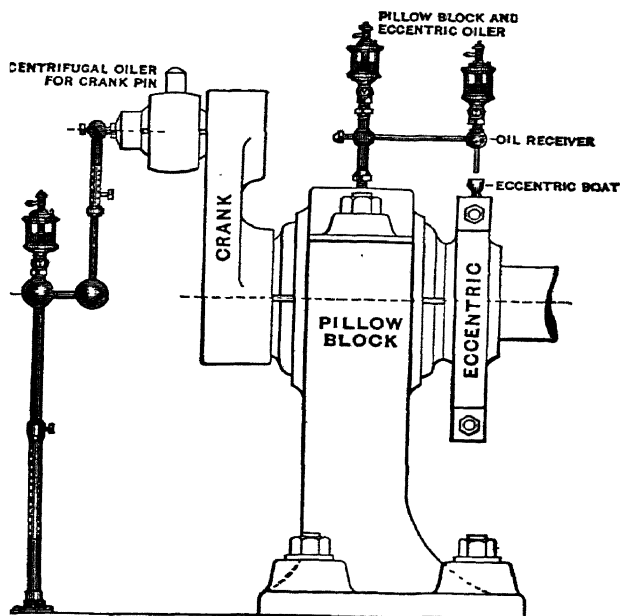 PILLOW BLOCK AND
ECCENTRIC OILER
CENTRIFUGAL OILER
FOR CRANK PIN
OIL RECEIVER
ECCENTRIC BOAT
CRANK
PILLOW
BLOCK
ECCENTRIC